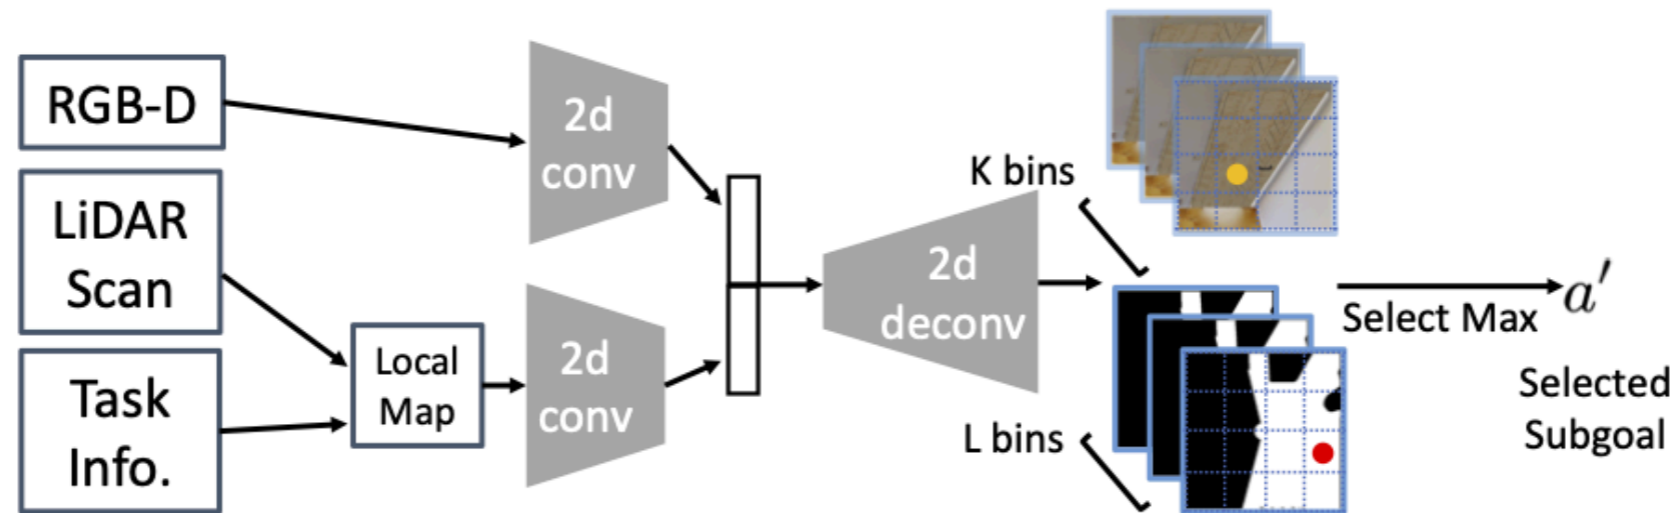 RGB-D
LiDAR
Scan
Task
Info.
Local
Map
2d
conv
2d
conv
2d
deconv
K bins
L bins
Select Max
a′
Selected
Subgoal